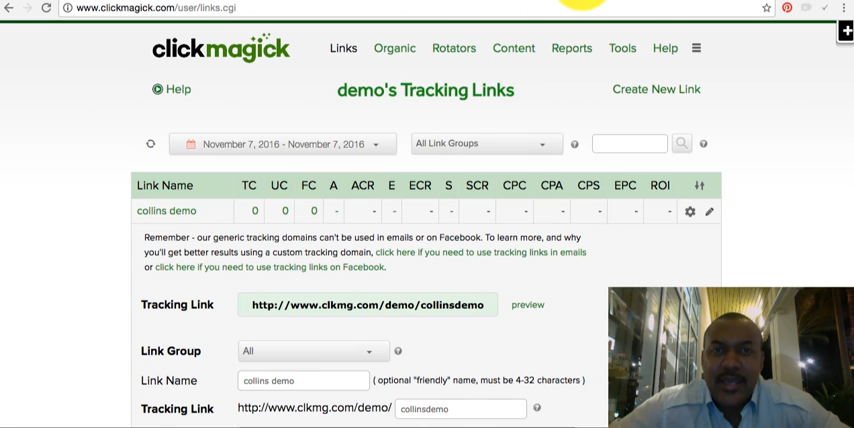 www.clickmagick.com/user/links.cgi
clickmagick
Links Organic Rotators Content Reports Tools Help
Help
demo's Tracking Links
Create New Link
November 7, 2016 - November 7, 2016
All Link Groups
Link Name TC UC FC A ACR E ECR S SCR CPC CPA CPS EPC ROI
collins demo 0 0 0 - - - - - - - - - - -
Remember - our generic tracking domains can't be used in emails or on Facebook. To learn more, and why
you'll get better results using a custom tracking domain, click here if you need to use tracking links in emails
or click here if you need to use tracking links on Facebook.
Tracking Link http://www.clkmg.com/demo/collinsdemo preview
Link Group All
Link Name collins demo ( optional "friendly" name, must be 4-32 characters )
Tracking Link http://www.clkmg.com/demo/ collinsdemo